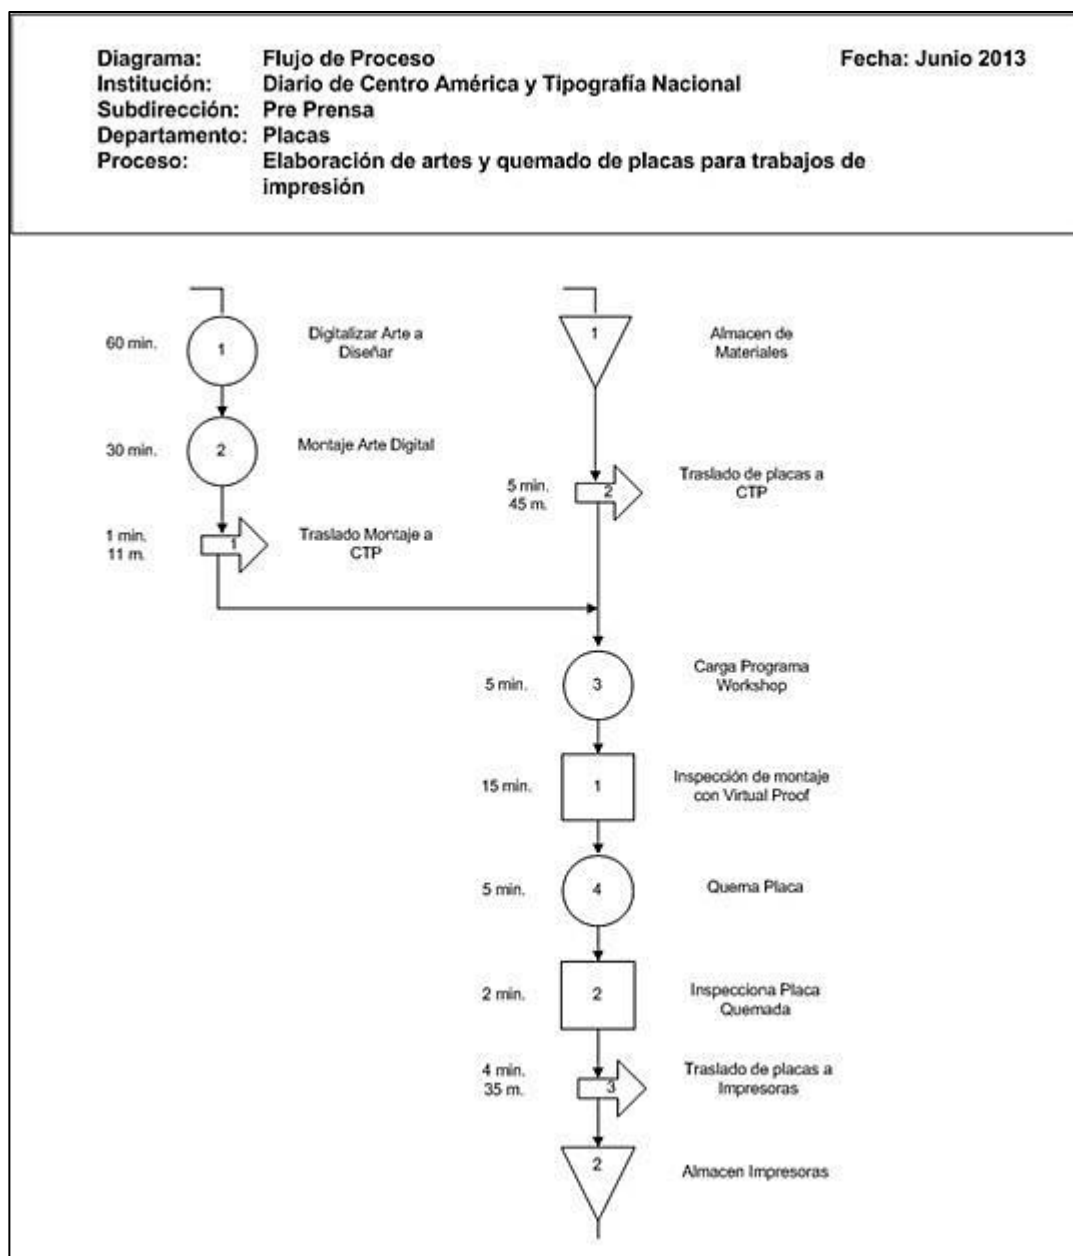 Diagrama: Flujo de Proceso Fecha: Junio 2013
Institución: Diario de Centro América y Tipografía Nacional
Subdirección: Pre Prensa
Departamento: Placas
Proceso: Elaboración de artes y quemado de placas para trabajos de
impresión
60 min.
1
Digitalizar Arte a
Diseñar
30 min.
2
Montaje Arte Digital
1 min.
11 m.
1
Traslado Montaje a
CTP
1
Almacen de
Materiales
5 min.
45 m.
2
Traslado de placas a
CTP
5 min.
3
Carga Programa
Workshop
15 min.
1
Inspección de montaje
con Virtual Proof
5 min.
4
Quema Placa
2 min.
2
Inspecciona Placa
Quemada
4 min.
35 m.
3
Traslado de placas a
Impresoras
2
Almacen Impresoras